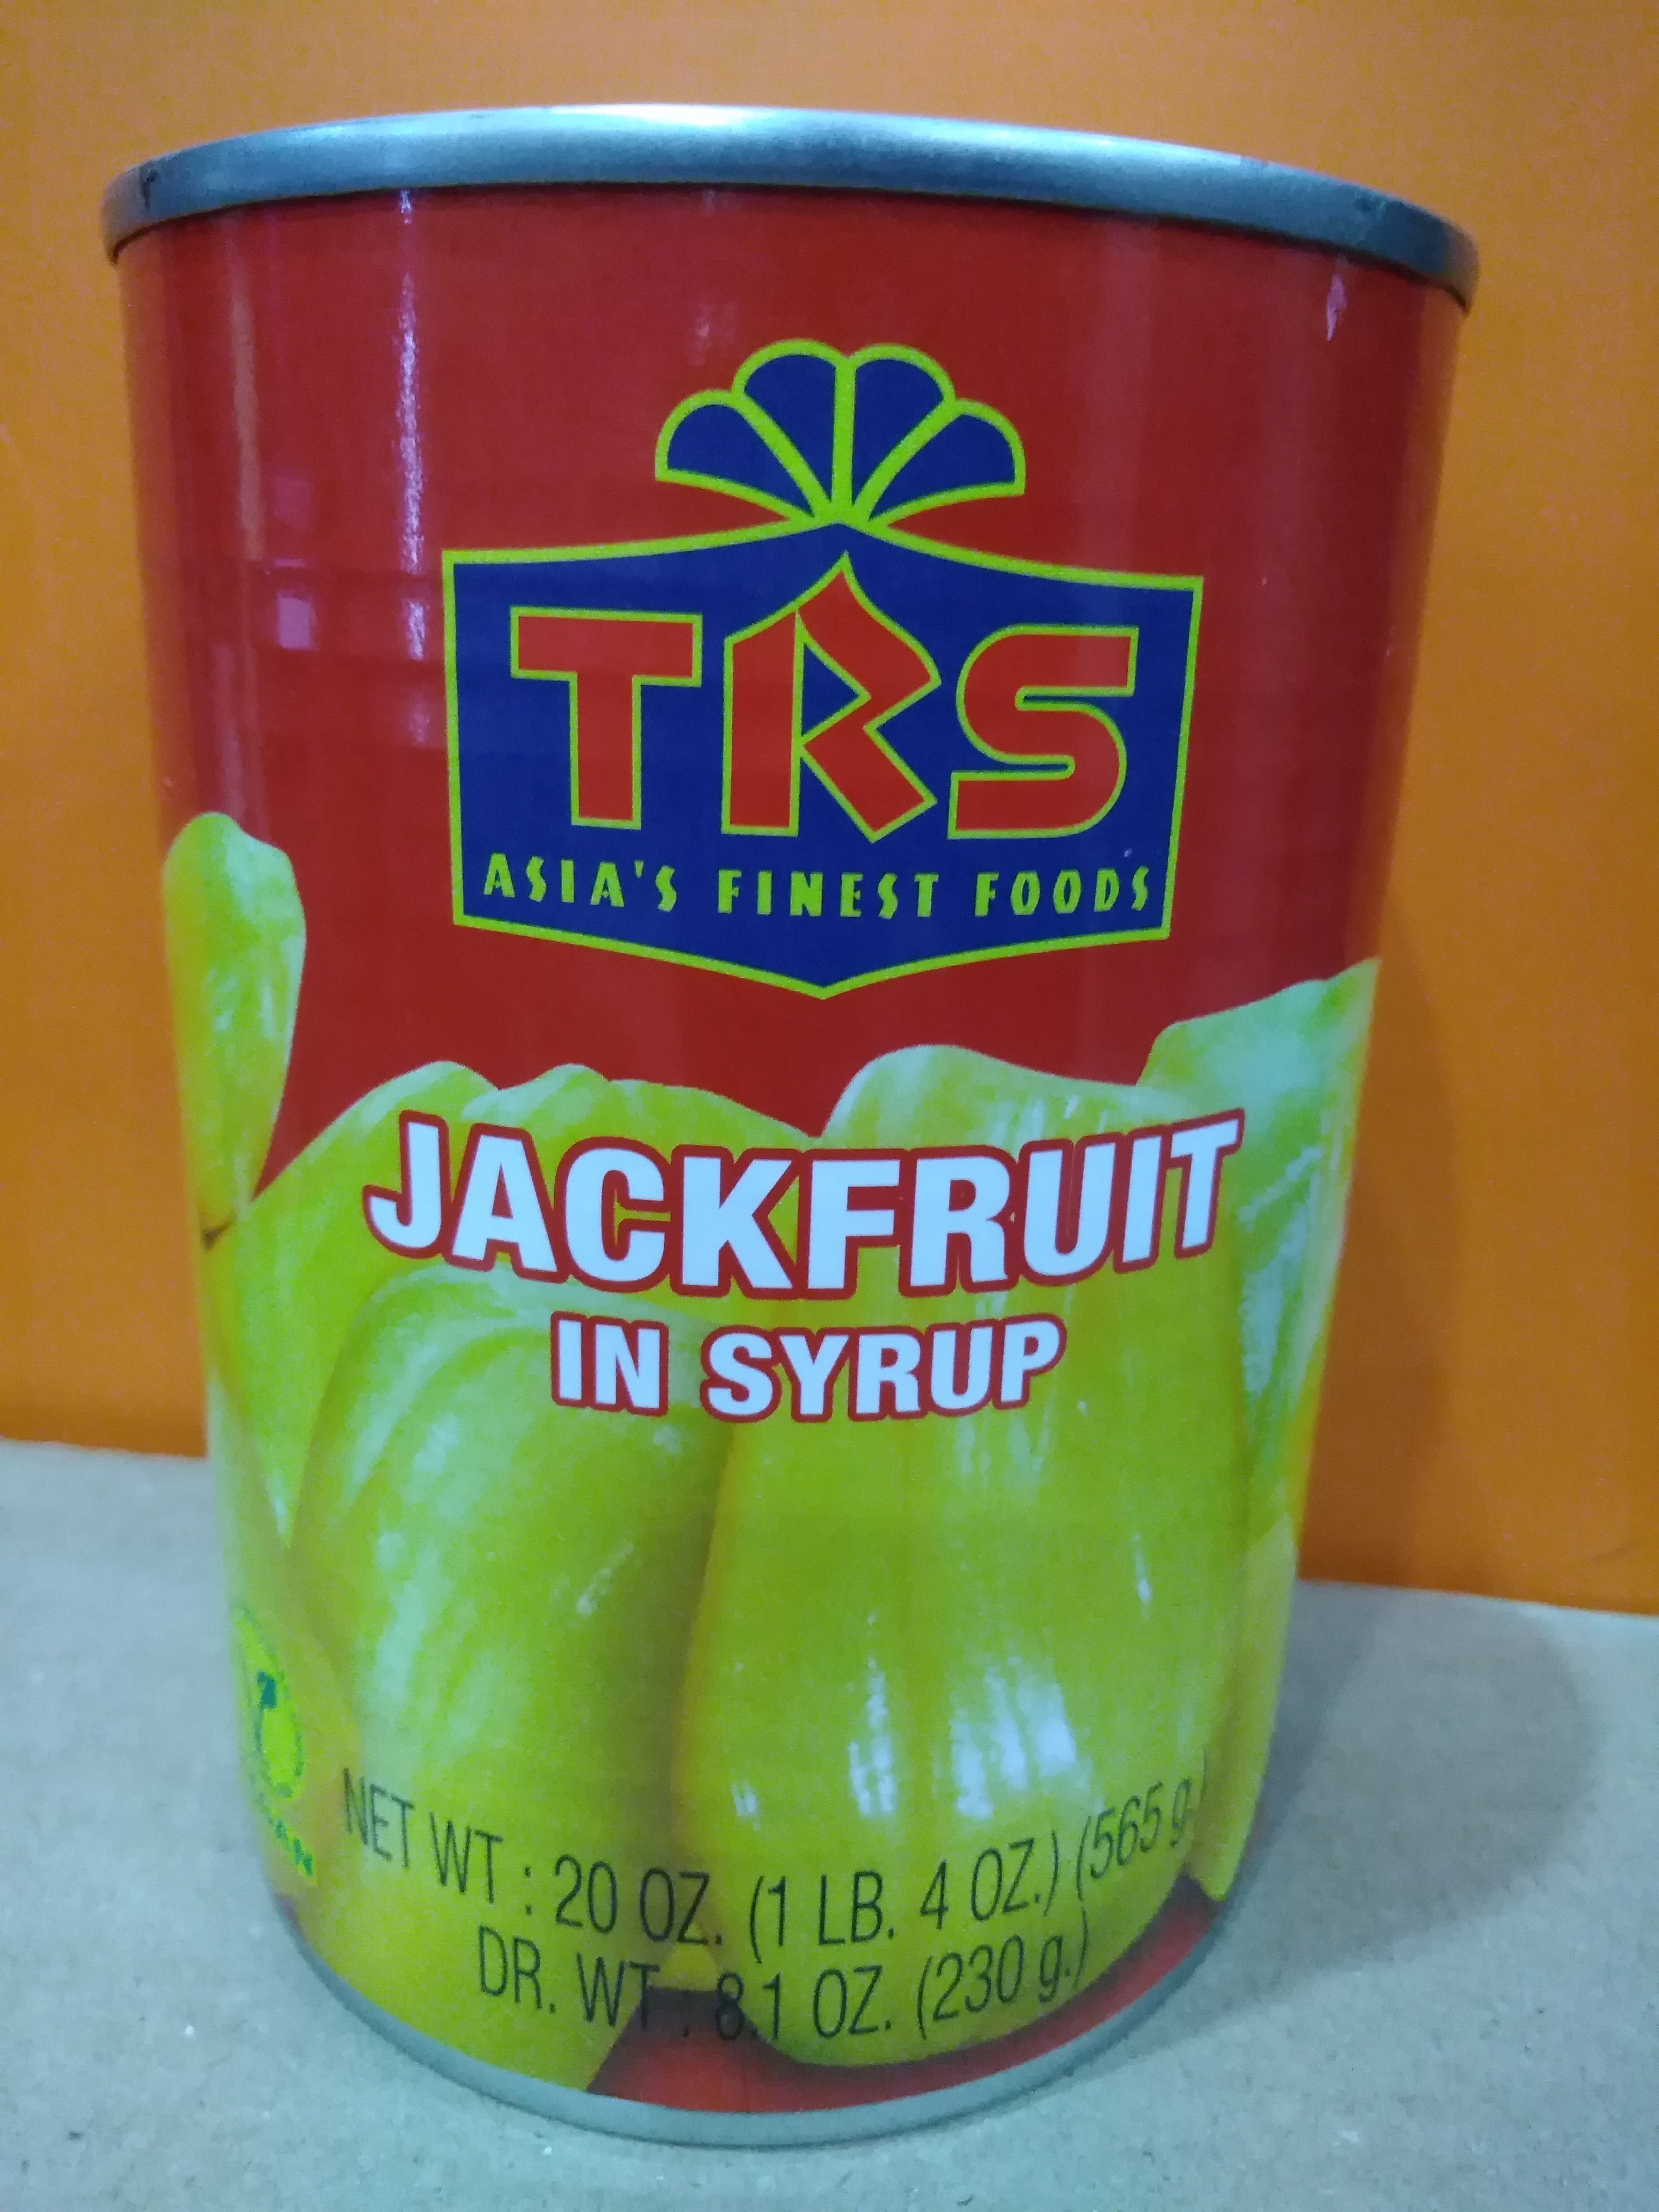 TRS
ASIA'S FINEST FOODS
JACKFRUIT
IN SYRUP
NET WT : 20 OZ. (1 LB. 4 OZ.) (565 g.)
DR. WT : 8.1 OZ. (230 g.)